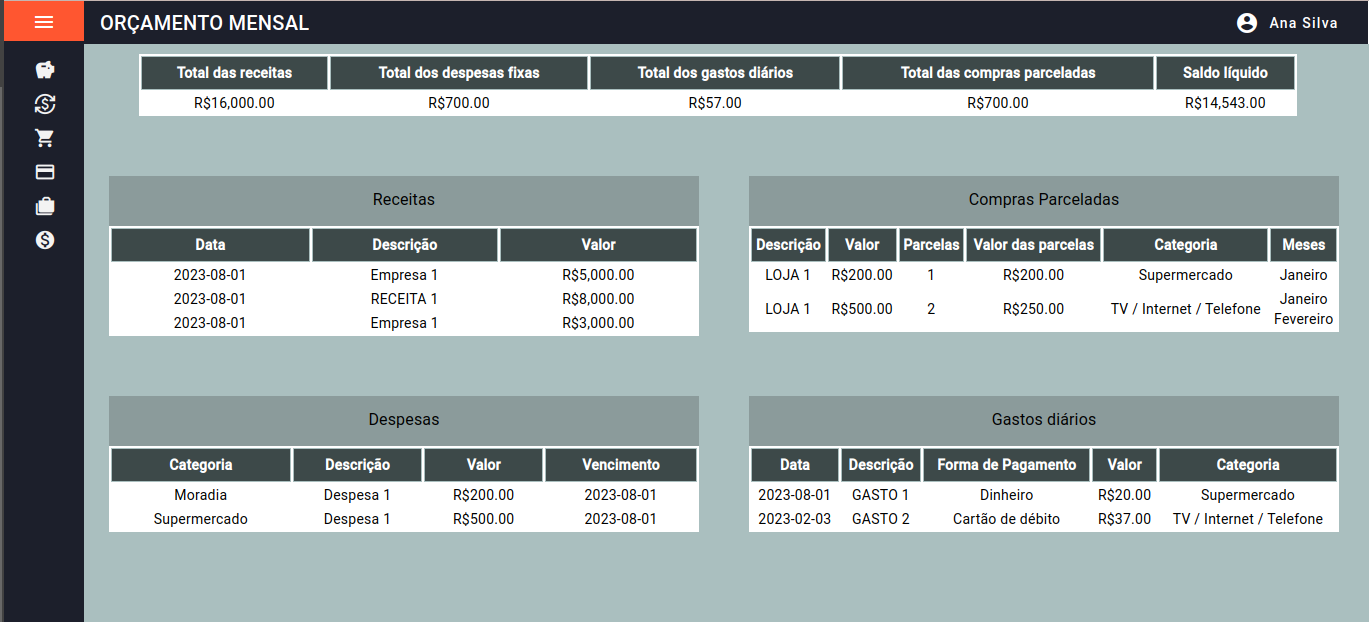 ORÇAMENTO MENSAL
Ana Silva
Total das receitas Total dos despesas fixas Total dos gastos diários Total das compras parceladas Saldo líquido
R$16,000.00 R$700.00 R$57.00 R$700.00 R$14,543.00
Receitas
Data Descrição Valor
2023-08-01 Empresa 1 R$5,000.00
2023-08-01 RECEITA 1 R$8,000.00
2023-08-01 Empresa 1 R$3,000.00
Compras Parceladas
Descrição Valor Parcelas Valor das parcelas Categoria Meses
LOJA 1 R$200.00 1 R$200.00 Supermercado Janeiro
LOJA 1 R$500.00 2 R$250.00 TV / Internet / Telefone Janeiro
Fevereiro
Despesas
Categoria Descrição Valor Vencimento
Moradia Despesa 1 R$200.00 2023-08-01
Supermercado Despesa 1 R$500.00 2023-08-01
Gastos diários
Data Descrição Forma de Pagamento Valor Categoria
2023-08-01 GASTO 1 Dinheiro R$20.00 Supermercado
2023-02-03 GASTO 2 Cartão de débito R$37.00 TV / Internet / Telefone